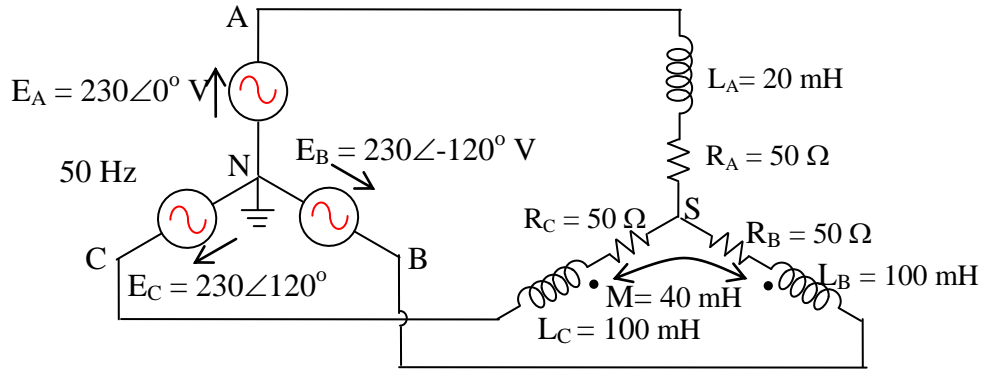 A
E_A = 230∠0° V
L_A = 20 mH
R_A = 50 Ω
E_B = 230∠-120° V
50 Hz
N
S
R_C = 50 Ω
R_B = 50 Ω
C
B
E_C = 230∠120°
M= 40 mH
L_B = 100 mH
L_C = 100 mH